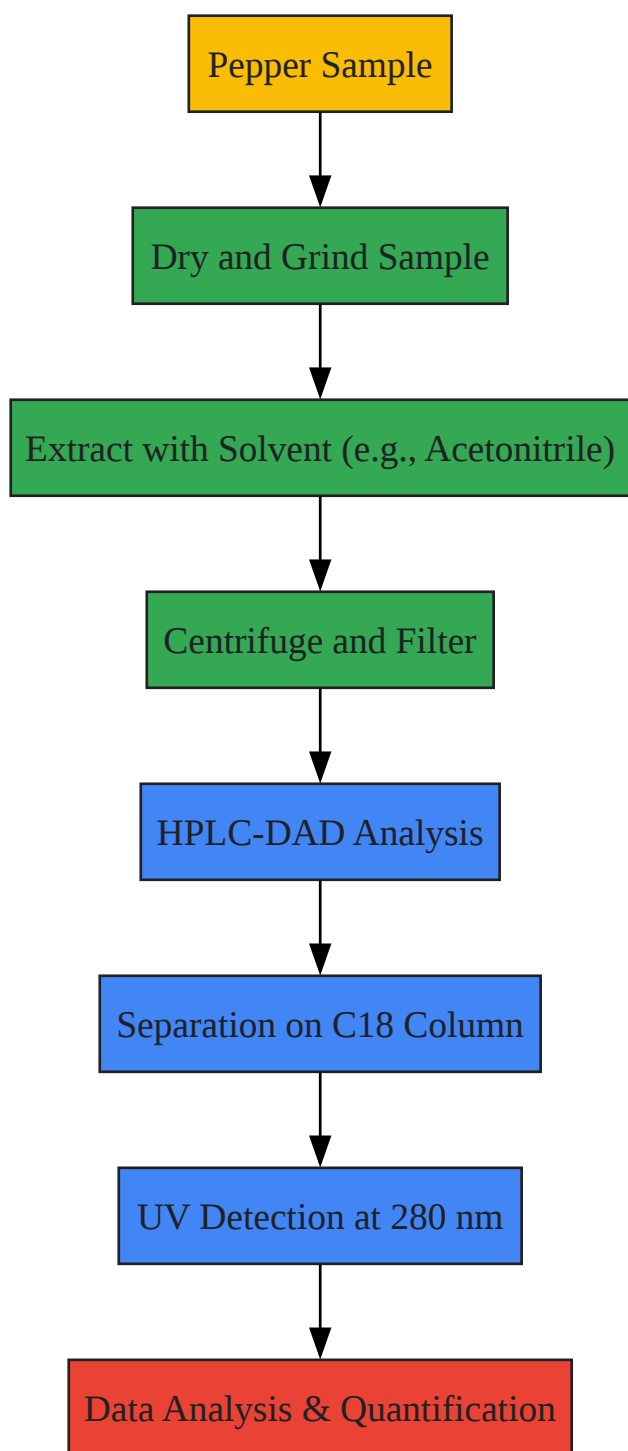 Pepper Sample
Dry and Grind Sample
Extract with Solvent (e.g., Acetonitrile)
Centrifuge and Filter
HPLC-DAD Analysis
Separation on C18 Column
UV Detection at 280 nm
Data Analysis & Quantification